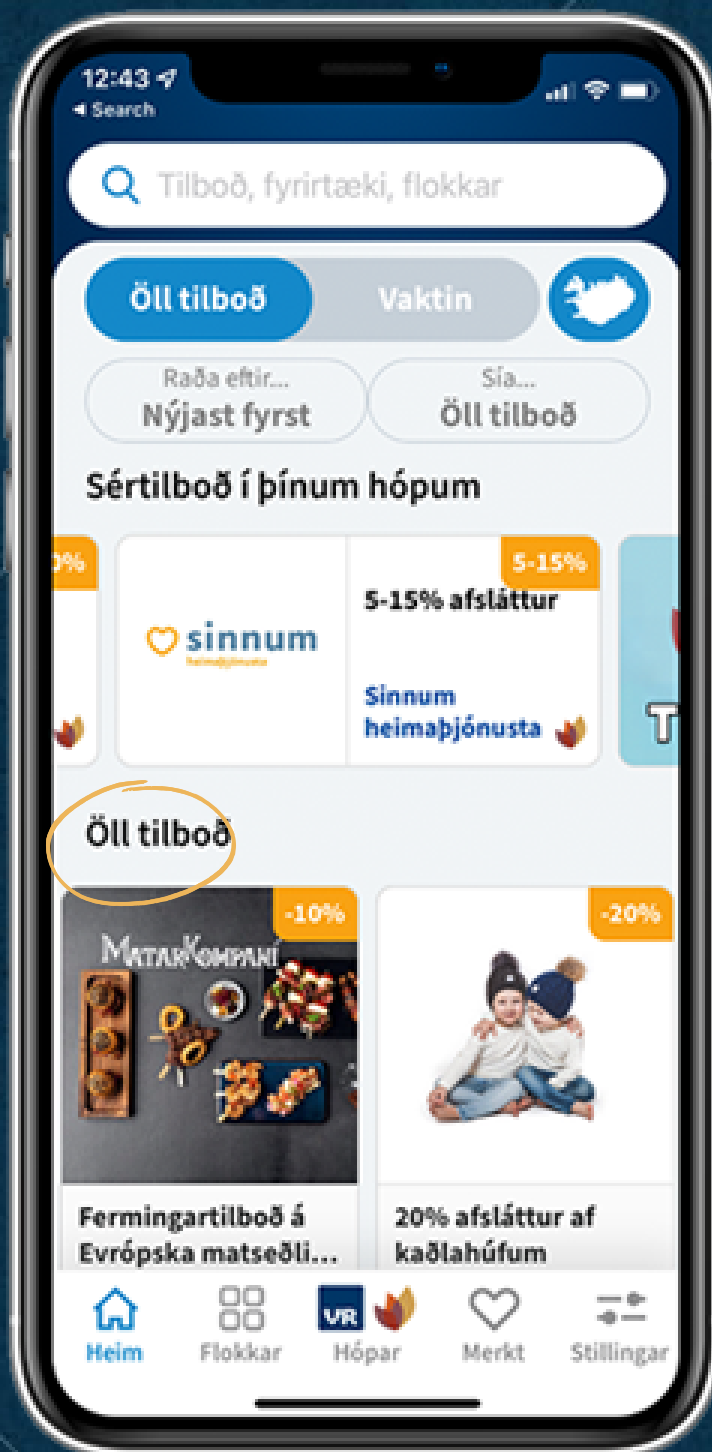 12:43
◀ Search
Tilboð, fyrirtæki, flokkar
Öll tilboð
Vaktin
Raða eftir...
Nýjast fyrst
Sía...
Öll tilboð
Sértilboð í þínum hópum
0%
sinnum
heimaþjónusta
5-15%
5-15% afsláttur
Sinnum
heimaþjónusta
T
Öll tilboð
-10%
MATARKOMPANÍ
Fermingartilboð á
Evrópska matseðli...
-20%
20% afsláttur af
kaðlahúfum
Heim
Flokkar
VR
Hópar
Merkt
Stillingar